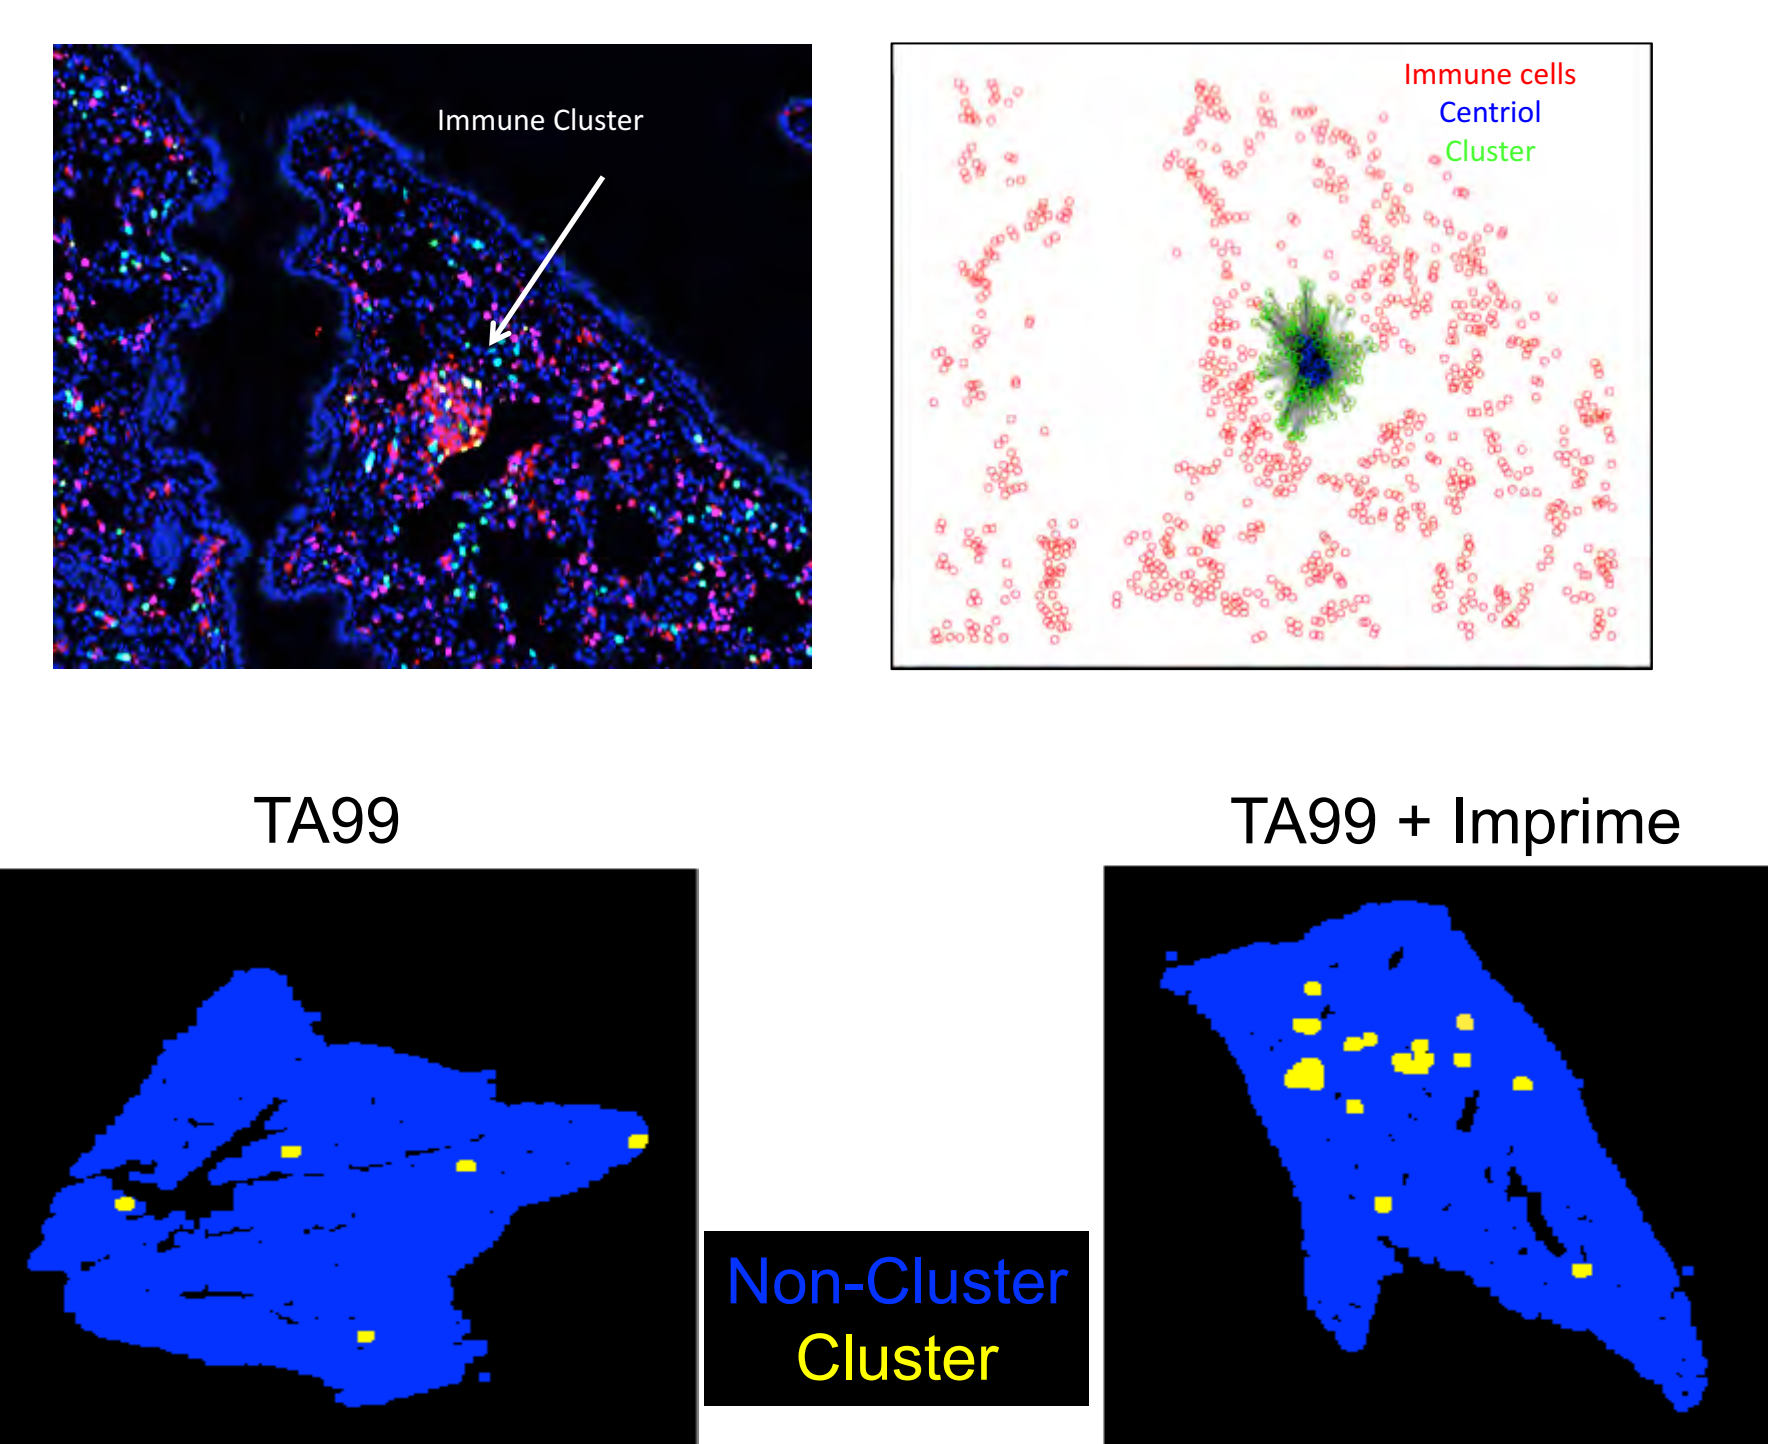 Immune Cluster
Immune cells
Centriol
Cluster
TA99
TA99 + Imprime
Non-Cluster
Cluster